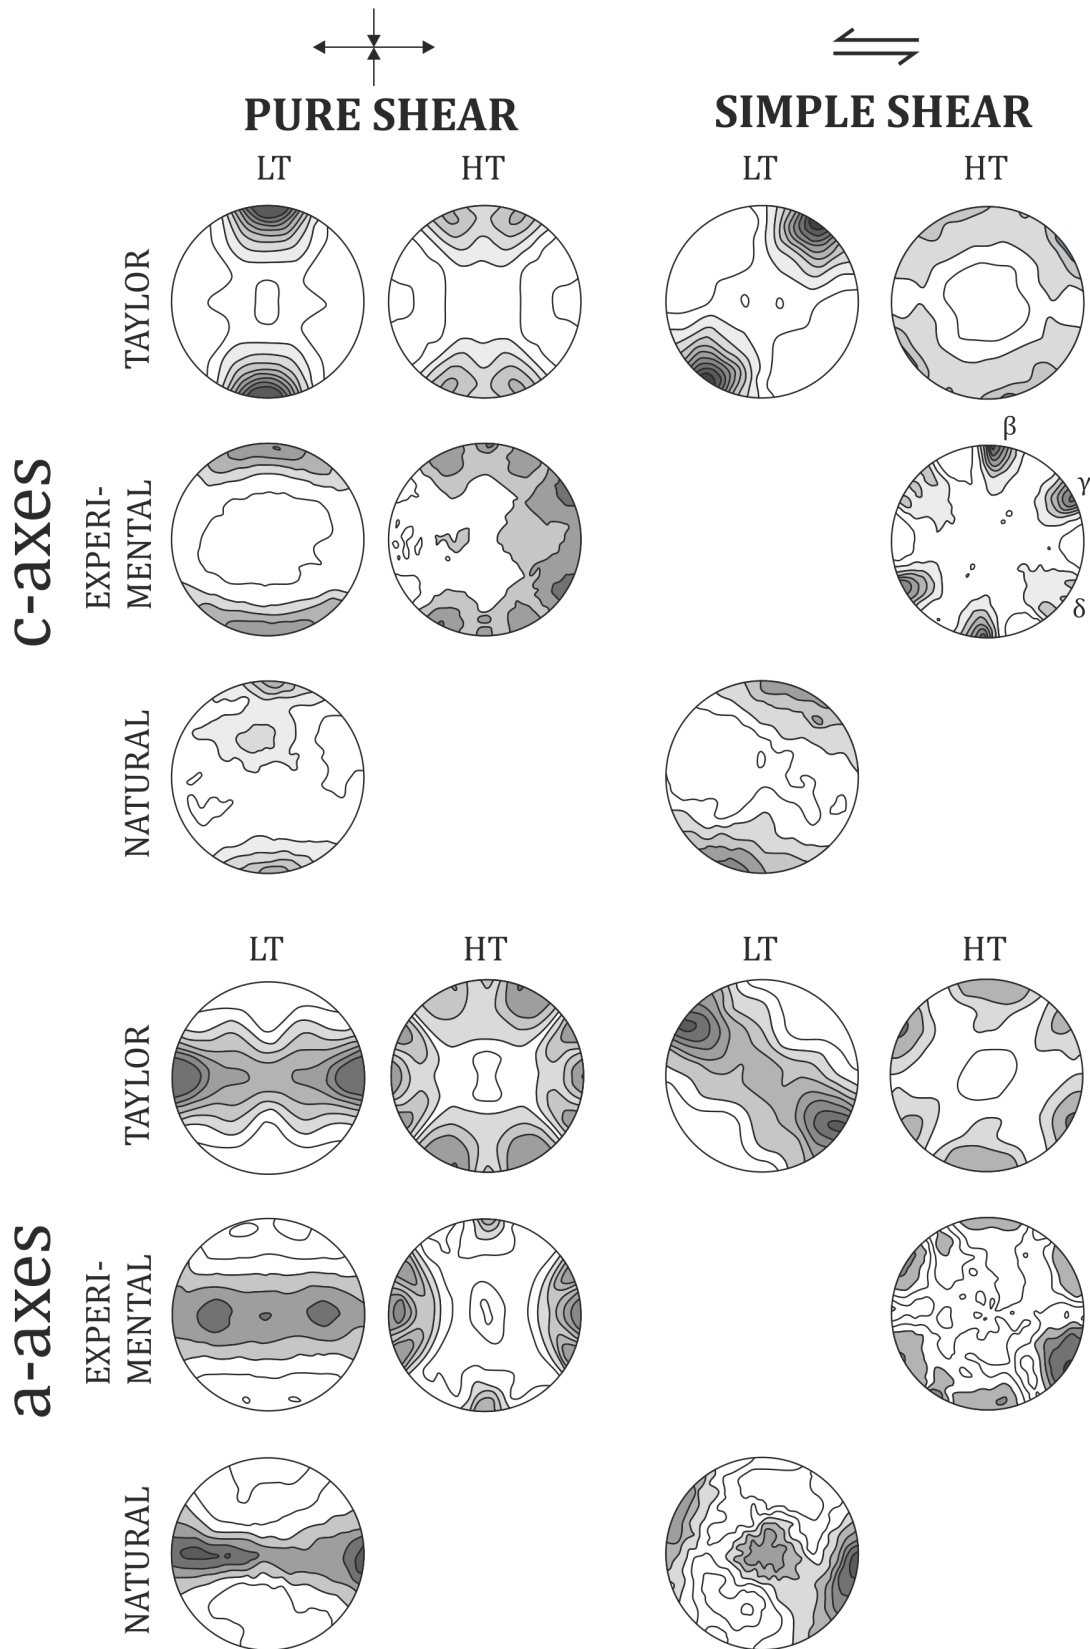 PURE SHEAR SIMPLE SHEAR
LT HT LT HT
c-axes
TAYLOR
β
EXPERI-
MENTAL
γ
δ
NATURAL
LT HT LT HT
a-axes
TAYLOR
EXPERI-
MENTAL
NATURAL